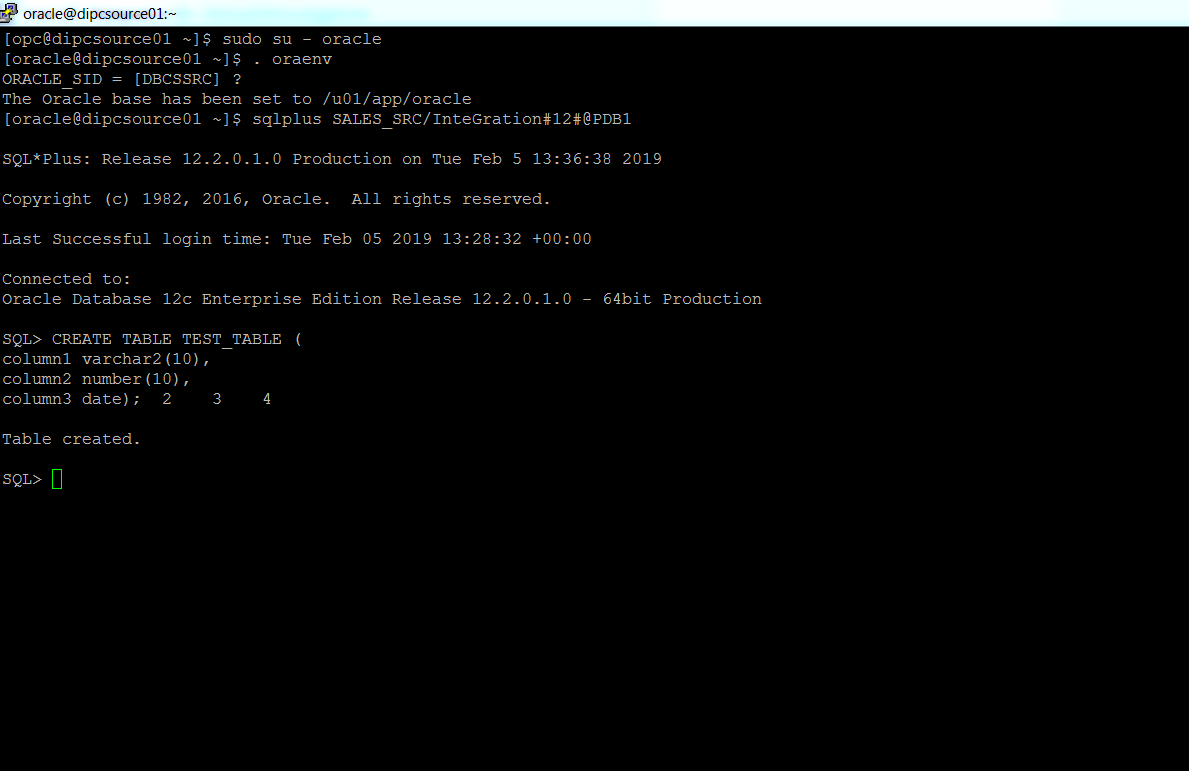 oracle@dipcsource01:~
[opc@dipcsource01 ~]$ sudo su - oracle
[oracle@dipcsource01 ~]$ . oraenv
ORACLE_SID = [DBCSSRC] ?
The Oracle base has been set to /u01/app/oracle
[oracle@dipcsource01 ~]$ sqlplus SALES_SRC/InteGration#12#@PDB1
SQL*Plus: Release 12.2.0.1.0 Production on Tue Feb 5 13:36:38 2019
Copyright (c) 1982, 2016, Oracle.  All rights reserved.
Last Successful login time: Tue Feb 05 2019 13:28:32 +00:00
Connected to:
Oracle Database 12c Enterprise Edition Release 12.2.0.1.0 - 64bit Production
SQL> CREATE TABLE TEST_TABLE (
column1 varchar2(10),
column2 number(10),
column3 date);  2    3    4
Table created.
SQL>